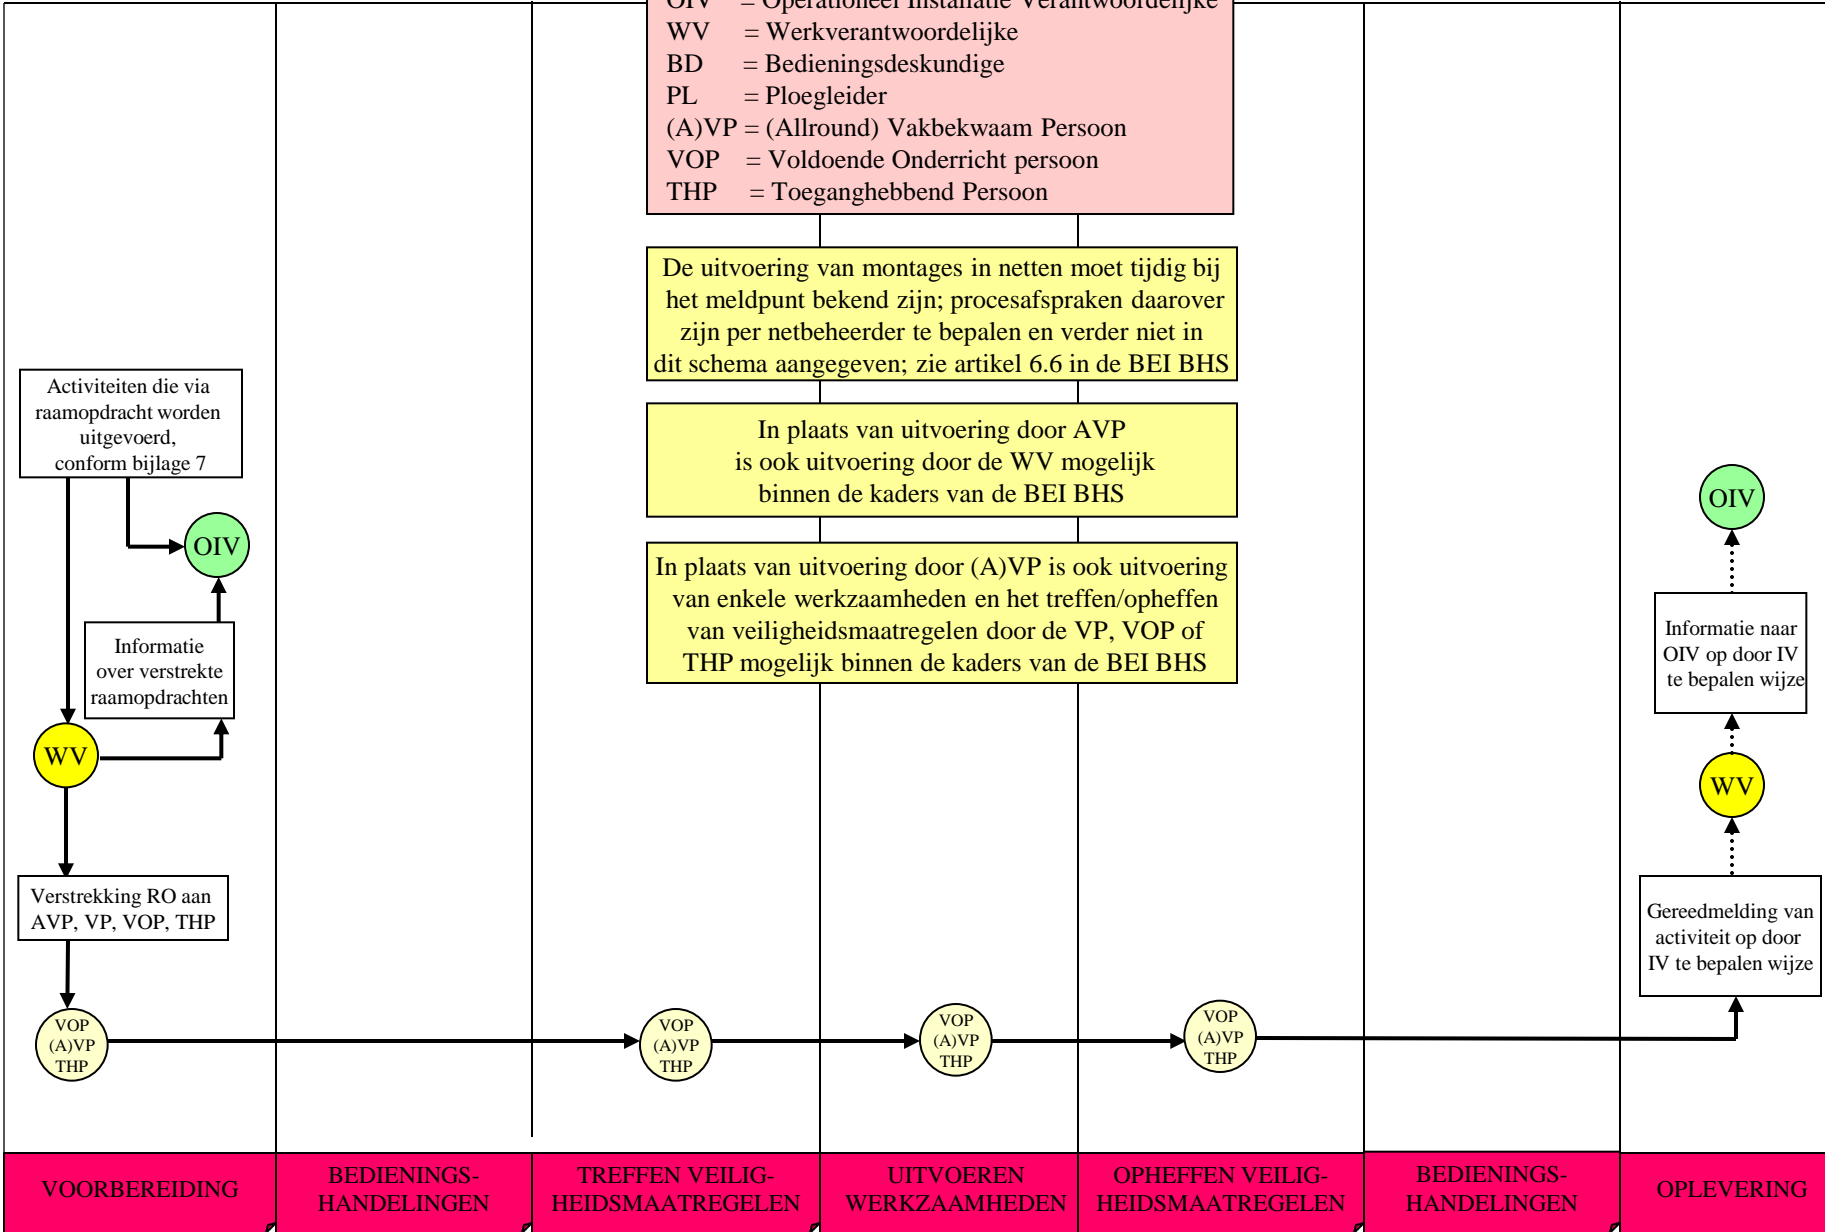 OIV = Operationeel Installatie Verantwoordelijke
WV = Werkverantwoordelijke
BD = Bedieningsdeskundige
PL = Ploegleider
(A)VP = (Allround) Vakbekwaam Persoon
VOP = Voldoende Onderricht persoon
THP = Toeganghebbend Persoon
De uitvoering van montages in netten moet tijdig bij
het meldpunt bekend zijn; procesafspraken daarover
zijn per netbeheerder te bepalen en verder niet in
dit schema aangegeven; zie artikel 6.6 in de BEI BHS
In plaats van uitvoering door AVP
is ook uitvoering door de WV mogelijk
binnen de kaders van de BEI BHS
In plaats van uitvoering door (A)VP is ook uitvoering
van enkele werkzaamheden en het treffen/opheffen
van veiligheidsmaatregelen door de VP, VOP of
THP mogelijk binnen de kaders van de BEI BHS
Activiteiten die via
raamopdracht worden
uitgevoerd,
conform bijlage 7
OIV
Informatie
over verstrekte
raamopdrachten
WV
Verstrekking RO aan
AVP, VP, VOP, THP
VOP
(A)VP
THP
VOP
(A)VP
THP
VOP
(A)VP
THP
VOP
(A)VP
THP
OIV
Informatie naar
OIV op door IV
te bepalen wijze
WV
Gereedmelding van
activiteit op door
IV te bepalen wijze
VOORBEREIDING
BEDIENINGS-
HANDELINGEN
TREFFEN VEILIG-
HEIDSMAATREGELEN
UITVOEREN
WERKZAAMHEDEN
OPHEFFEN VEILIG-
HEIDSMAATREGELEN
BEDIENINGS-
HANDELINGEN
OPLEVERING